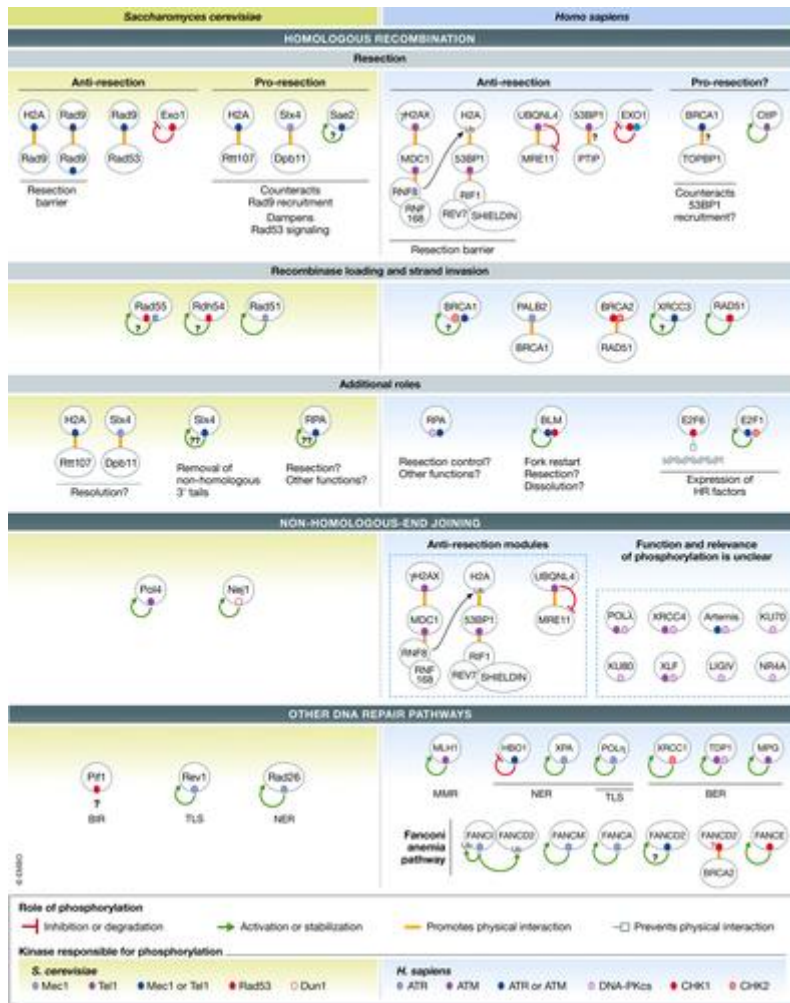 Saccharomyces cerevisiae
Homo sapiens
HOMOLOGOUS RECOMBINATION
Resection
Anti-resection
Pro-resection
Anti-resection
Pro-resection?
H2A
Rad9
Rad9
Exo1
H2A
Slx4
Sae2
γH2AX
H2A
UBQNL4
53BP1
EXO1
BRCA1
CtIP
?
Ub
?
?
Rad9
Rad9
Rad53
Rtt107
Dpb11
MDC1
53BP1
MRE11
PTIP
TOPBP1
Resection
barrier
Counteracts
Rad9 recruitment
Dampens
Rad53 signaling
RNF8
RNF
168
RIF1
REV7
SHIELDIN
Counteracts
53BP1
recruitment?
Resection barrier
Recombinase loading and strand invasion
Rad55
Rdh54
Rad51
BRCA1
PALB2
BRCA2
XRCC3
RAD51
?
?
?
?
BRCA1
RAD51
Additional roles
H2A
Slx4
Slx4
RPA
RPA
BLM
E2F6
E2F1
??
??
Rtt107
Dpb11
Removal of
non-homologous
3' tails
Resection?
Other functions?
Resection control?
Other functions?
Fork restart
Resection?
Dissolution?
Resolution?
Expression of
HR factors
NON-HOMOLOGOUS-END JOINING
Anti-resection modules
Function and relevance
of phosphorylation is unclear
Pol4
Nej1
γH2AX
H2A
UBQNL4
Ub
MDC1
53BP1
MRE11
RNF8
RNF
168
RIF1
REV7
SHIELDIN
POLλ
XRCC4
Artemis
KU70
KU80
XLF
LIGIV
NR4A
OTHER DNA REPAIR PATHWAYS
Pif1
Rev1
Rad26
?
BIR
TLS
NER
MLH1
HBO1
XPA
POLη
XRCC1
TDP1
MPG
MMR
NER
TLS
BER
Fanconi
anemia
pathway
FANCI
FANCD2
FANCM
FANCA
FANCD2
FANCD2
FANCE
Ub
Ub
?
BRCA2
© EMBO
Role of phosphorylation
Inhibition or degradation
Activation or stabilization
Promotes physical interaction
Prevents physical interaction
Kinase responsible for phosphorylation
S. cerevisiae
H. sapiens
Mec1
Tel1
Mec1 or Tel1
Rad53
Dun1
ATR
ATM
ATR or ATM
DNA-PKcs
CHK1
CHK2